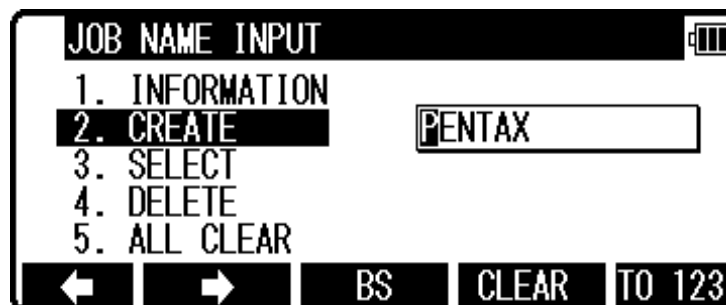 JOB NAME INPUT
1. INFORMATION
2. CREATE
PENTAX
3. SELECT
4. DELETE
5. ALL CLEAR
BS CLEAR TO 123